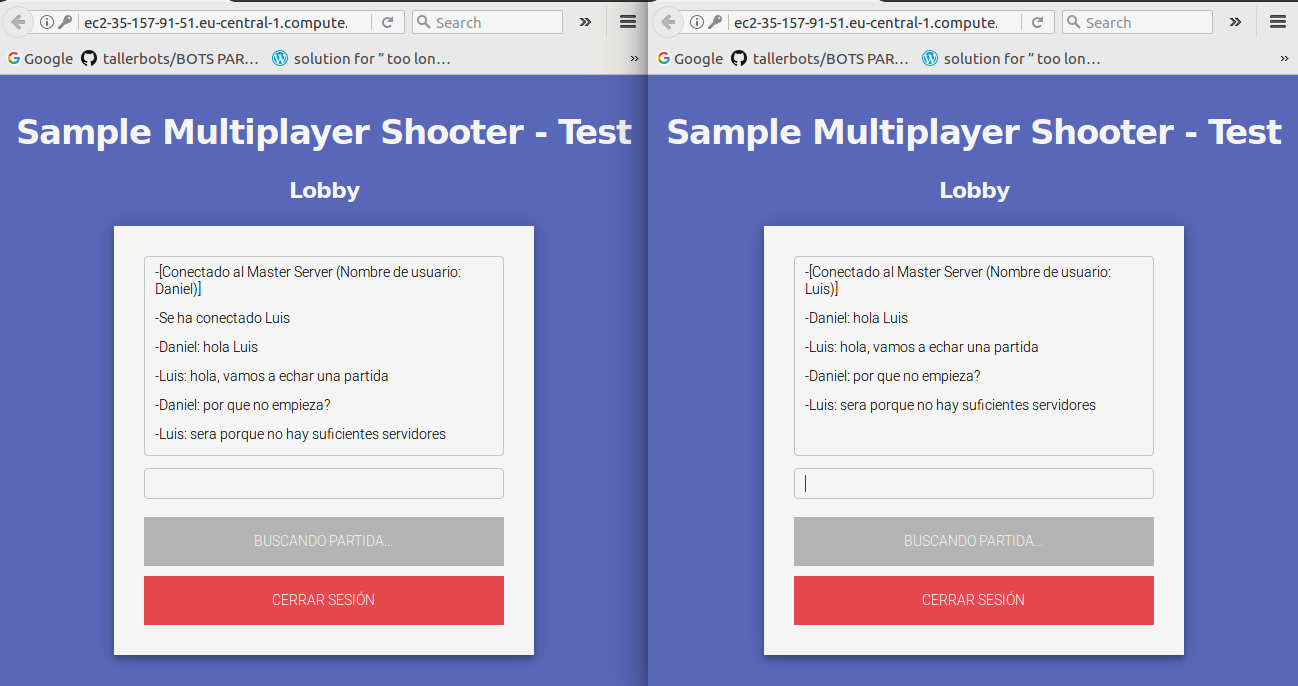 ec2-35-157-91-51.eu-central-1.compute.
Search
Google
tallerbots/BOTS PAR...
solution for " too lon...
Sample Multiplayer Shooter - Test
Lobby
-[Conectado al Master Server (Nombre de usuario:
Daniel)]
-Se ha conectado Luis
-Daniel: hola Luis
-Luis: hola, vamos a echar una partida
-Daniel: por que no empieza?
-Luis: sera porque no hay suficientes servidores
BUSCANDO PARTIDA...
CERRAR SESIÓN
ec2-35-157-91-51.eu-central-1.compute.
Search
Google
tallerbots/BOTS PAR...
solution for " too lon...
Sample Multiplayer Shooter - Test
Lobby
-[Conectado al Master Server (Nombre de usuario:
Luis)]
-Daniel: hola Luis
-Luis: hola, vamos a echar una partida
-Daniel: por que no empieza?
-Luis: sera porque no hay suficientes servidores
BUSCANDO PARTIDA...
CERRAR SESIÓN